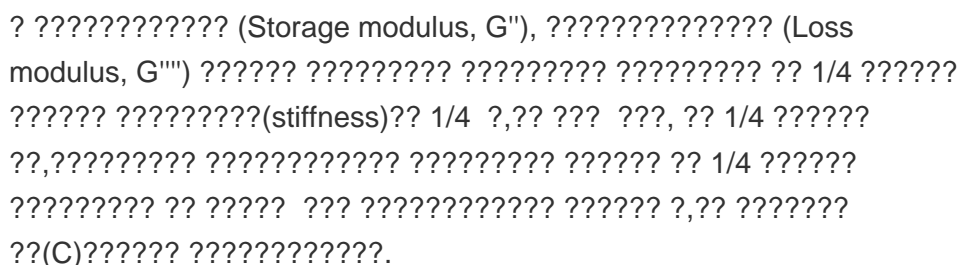 ? ???????????? (Storage modulus, G"), ?????????????? (Loss
modulus, G"") ?????? ????????? ????????? ????????? ?? 1/4 ??????
?????? ?????????(stiffness)?? 1/4 ?,?? ??? ???, ?? 1/4 ??????
??,????????? ???????????? ????????? ?????? ?? 1/4 ??????
????????? ?? ????? ??? ???????????? ?????? ?,?? ???????
??(C)?????? ????????????.